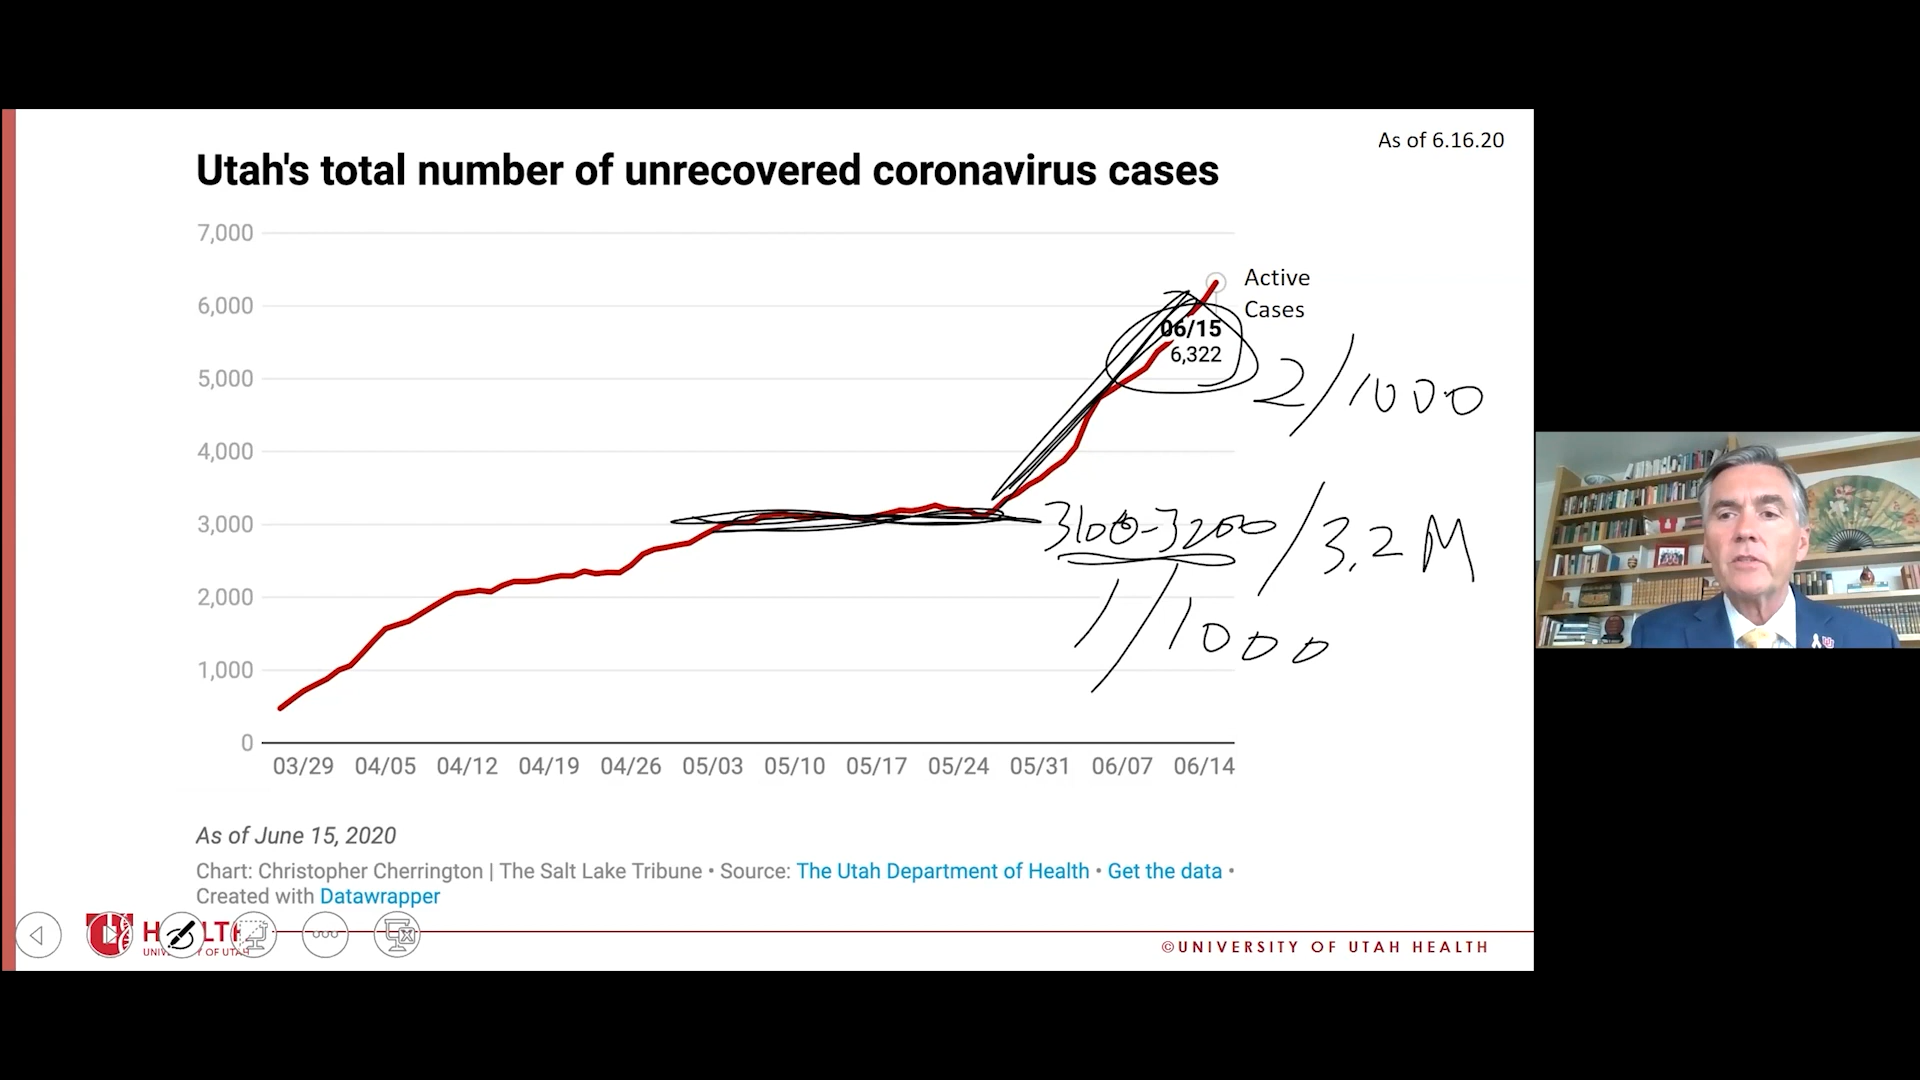 As of 6.16.20
Utah's total number of unrecovered coronavirus cases
7,000
6,000
5,000
4,000
3,000
2,000
1,000
0
Active
Cases
06/15
6,322
2/1000
3100-3200/3.2 M
1/1000
03/29 04/05 04/12 04/19 04/26 05/03 05/10 05/17 05/24 05/31 06/07 06/14
As of June 15, 2020
Chart: Christopher Cherrington | The Salt Lake Tribune • Source: The Utah Department of Health • Get the data •
Created with Datawrapper
OF UTAH
©UNIVERSITY OF UTAH HEALTH